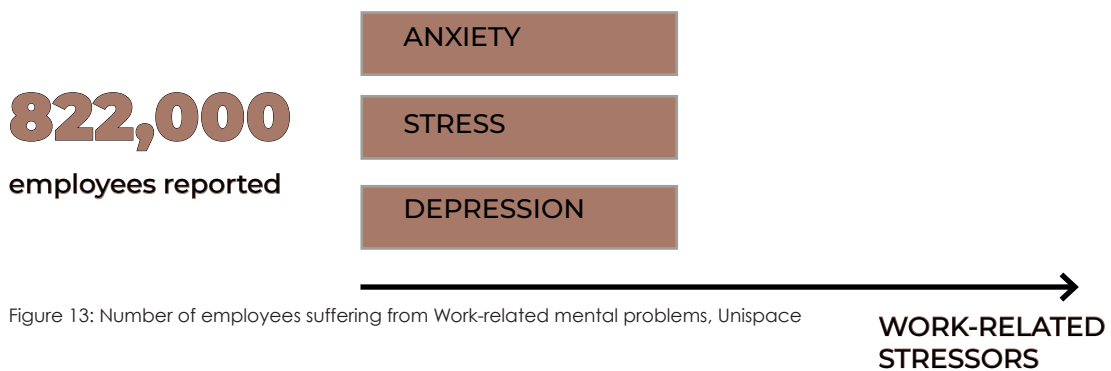 822,000
employees reported
ANXIETY
STRESS
DEPRESSION
Figure 13: Number of employees suffering from Work-related mental problems, Unispace
WORK-RELATED
STRESSORS